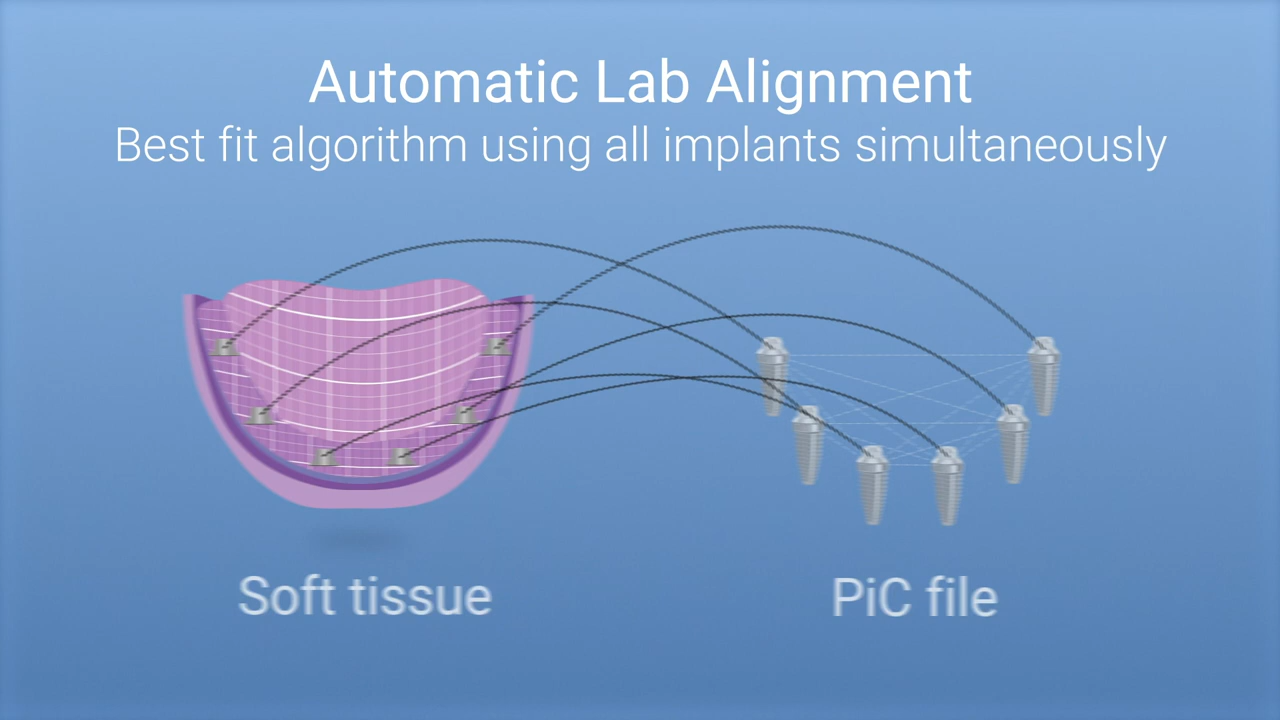 Automatic Lab Alignment
Best fit algorithm using all implants simultaneously
Soft tissue
PiC file